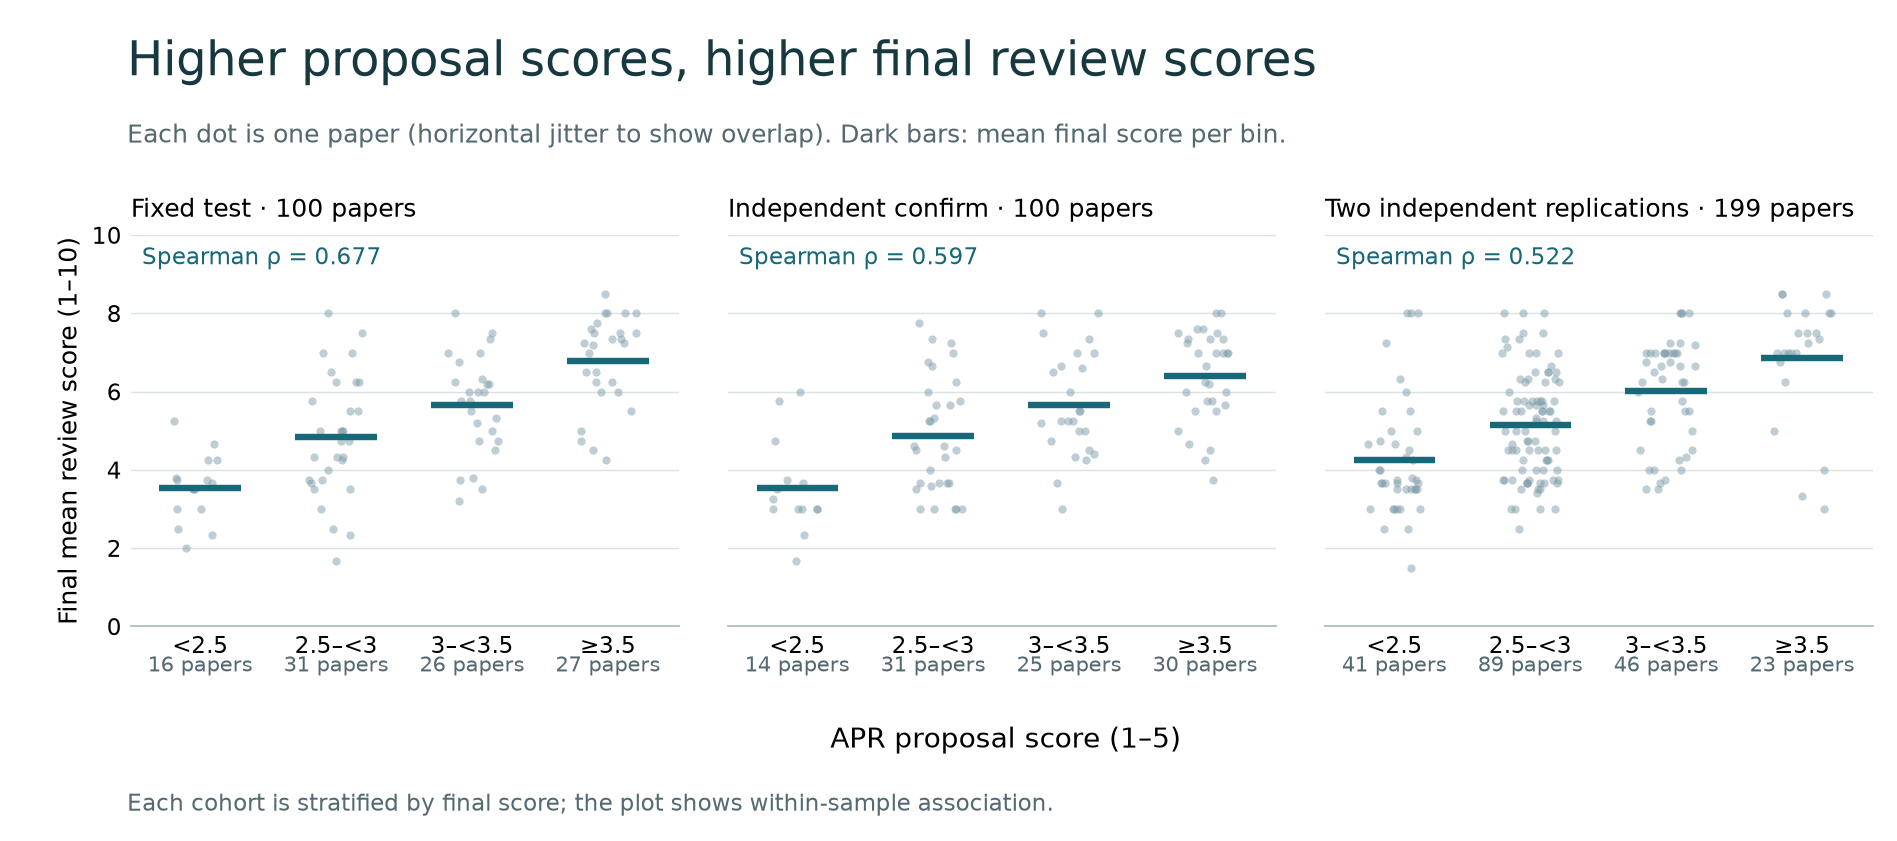 Higher proposal scores, higher final review scores
Each dot is one paper (horizontal jitter to show overlap). Dark bars: mean final score per bin.
Fixed test · 100 papers
Independent confirm · 100 papers
Two independent replications · 199 papers
Spearman ρ = 0.677
Spearman ρ = 0.597
Spearman ρ = 0.522
Final mean review score (1–10)
10
8
6
4
2
0
<2.5
2.5–<3
3–<3.5
≥3.5
16 papers
31 papers
26 papers
27 papers
<2.5
2.5–<3
3–<3.5
≥3.5
14 papers
31 papers
25 papers
30 papers
<2.5
2.5–<3
3–<3.5
≥3.5
41 papers
89 papers
46 papers
23 papers
APR proposal score (1–5)
Each cohort is stratified by final score; the plot shows within-sample association.